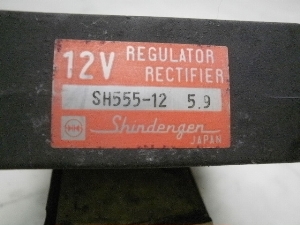 12V REGULATOR
RECTIFIER
SH555-12 5.9
Shindengen
JAPAN